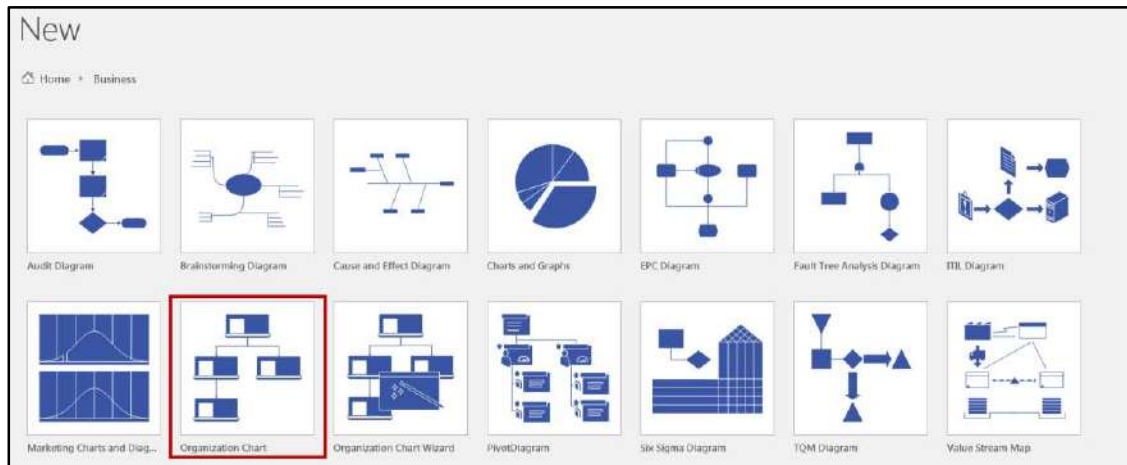 New
Home Business
Audit Diagram
Brainstorming Diagram
Cause and Effect Diagram
Charts and Graphs
EPC Diagram
Fault Tree Analysis Diagram
ITIL Diagram
Marketing Charts and Diag...
Organization Chart
Organization Chart Wizard
PivotDiagram
Six Sigma Diagram
TQM Diagram
Value Stream Map